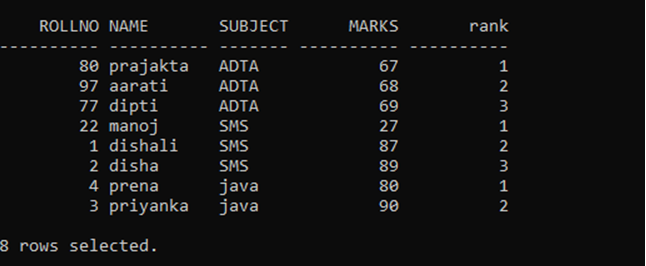 ROLLNO NAME SUBJECT MARKS rank
---------- ---------- ------- ---------- ----------
80 prajakta ADTA 67 1
97 aarati ADTA 68 2
77 dipti ADTA 69 3
22 manoj SMS 27 1
1 dishali SMS 87 2
2 disha SMS 89 3
4 prena java 80 1
3 priyanka java 90 2
8 rows selected.